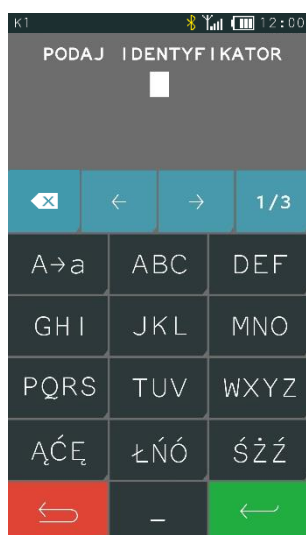 K1 12:00
PODAJ IDENTYFIKATOR
← → 1/3
A→a ABC DEF
GHI JKL MNO
PQRS TUV WXYZ
ĄĆĘ ŁŃÓ ŚŻŹ
_